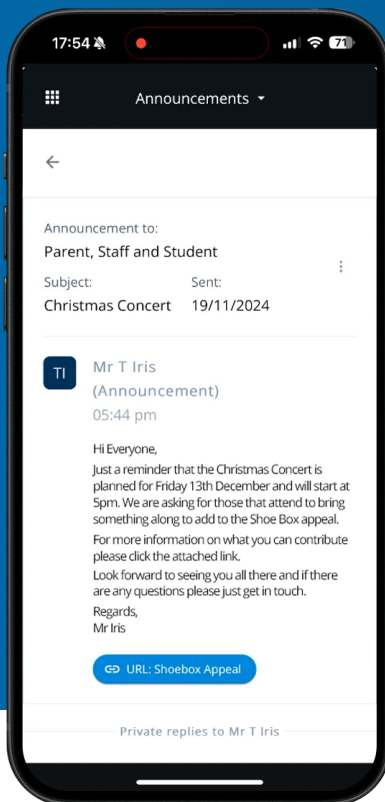 17:54
71
Announcements
Announcement to:
Parent, Staff and Student
Subject: Sent:
Christmas Concert 19/11/2024
TI
Mr T Iris
(Announcement)
05:44 pm
Hi Everyone,
Just a reminder that the Christmas Concert is
planned for Friday 13th December and will start at
5pm. We are asking for those that attend to bring
something along to add to the Shoe Box appeal.
For more information on what you can contribute
please click the attached link.
Look forward to seeing you all there and if there
are any questions please just get in touch.
Regards,
Mr Iris
URL: Shoebox Appeal
Private replies to Mr T Iris